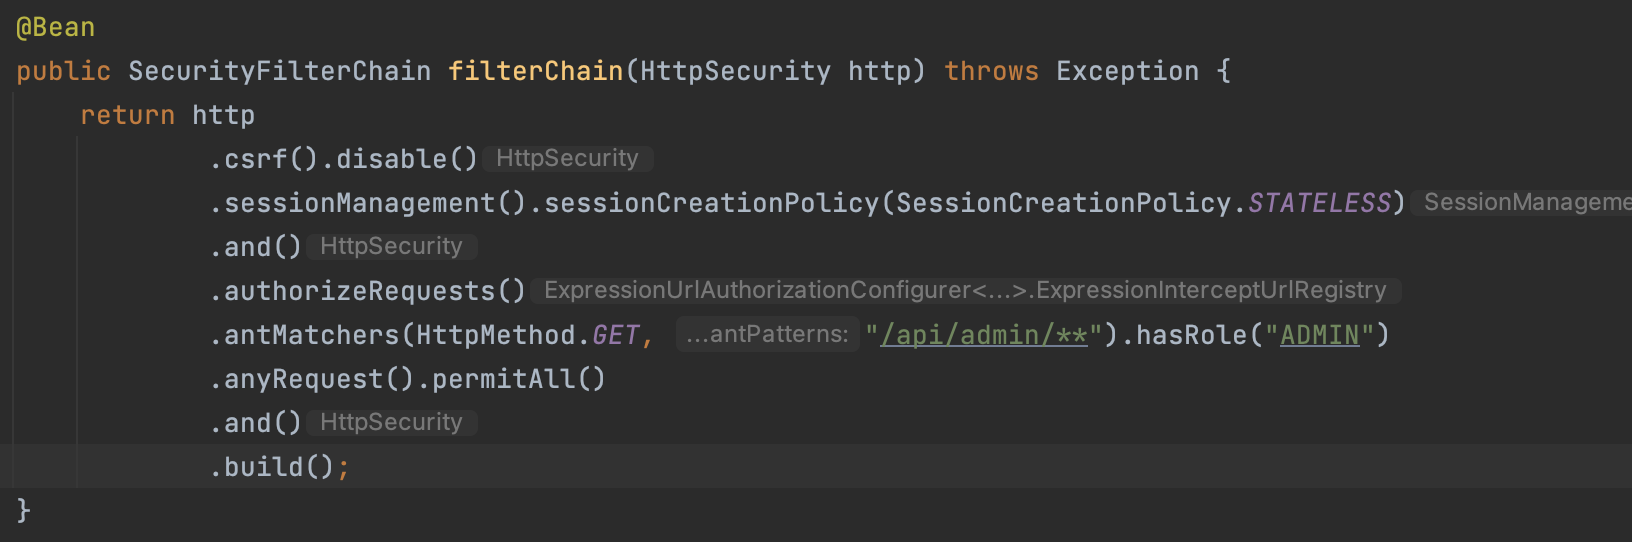 @Bean
public SecurityFilterChain filterChain(HttpSecurity http) throws Exception {
return http
.csrf().disable() HttpSecurity
.sessionManagement().sessionCreationPolicy(SessionCreationPolicy.STATELESS) SessionManageme
.and() HttpSecurity
.authorizeRequests() ExpressionUrlAuthorizationConfigurer<...>.ExpressionInterceptUrlRegistry
.antMatchers(HttpMethod.GET, ...antPatterns: "/api/admin/**").hasRole("ADMIN")
.anyRequest().permitAll()
.and() HttpSecurity
.build();
}